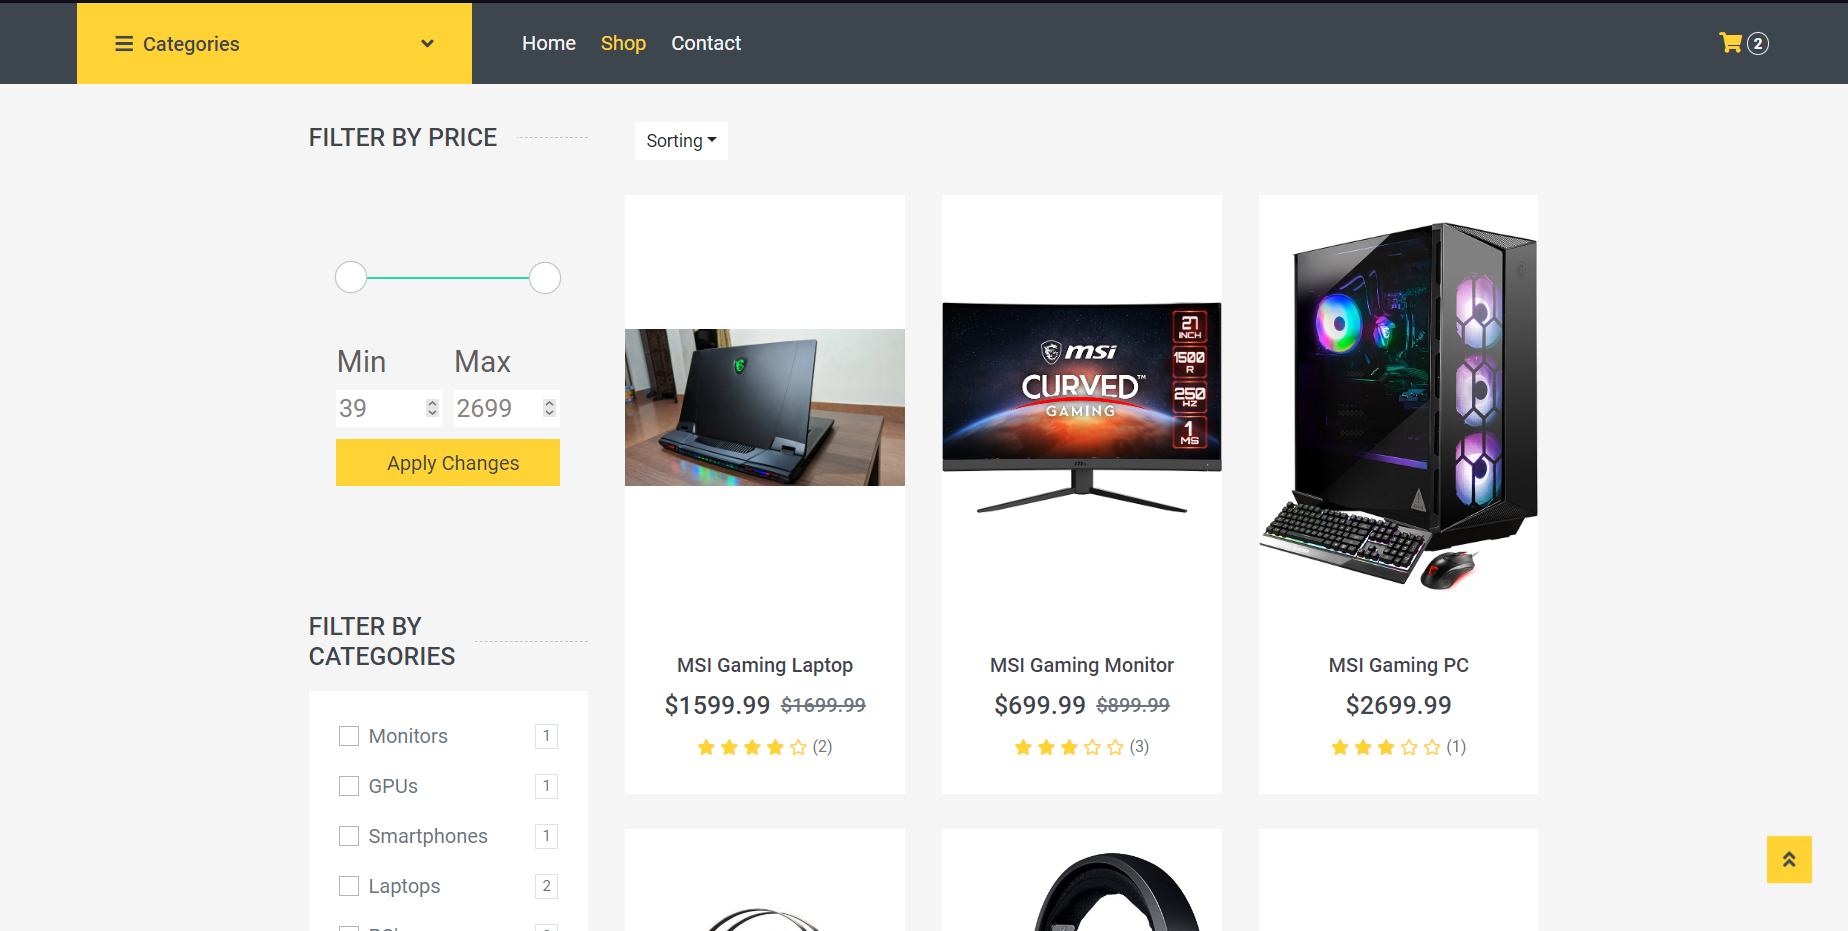 Categories
Home Shop Contact
2
FILTER BY PRICE
Min Max
39 2699
Apply Changes
FILTER BY
CATEGORIES
Monitors 1
GPUs 1
Smartphones 1
Laptops 2
Sorting
MSI Gaming Laptop
$1599.99 $1699.99
(2)
msi
CURVED™
GAMING
27
INCH
1500
R
250
HZ
1
MS
MSI Gaming Monitor
$699.99 $899.99
(3)
MSI Gaming PC
$2699.99
(1)